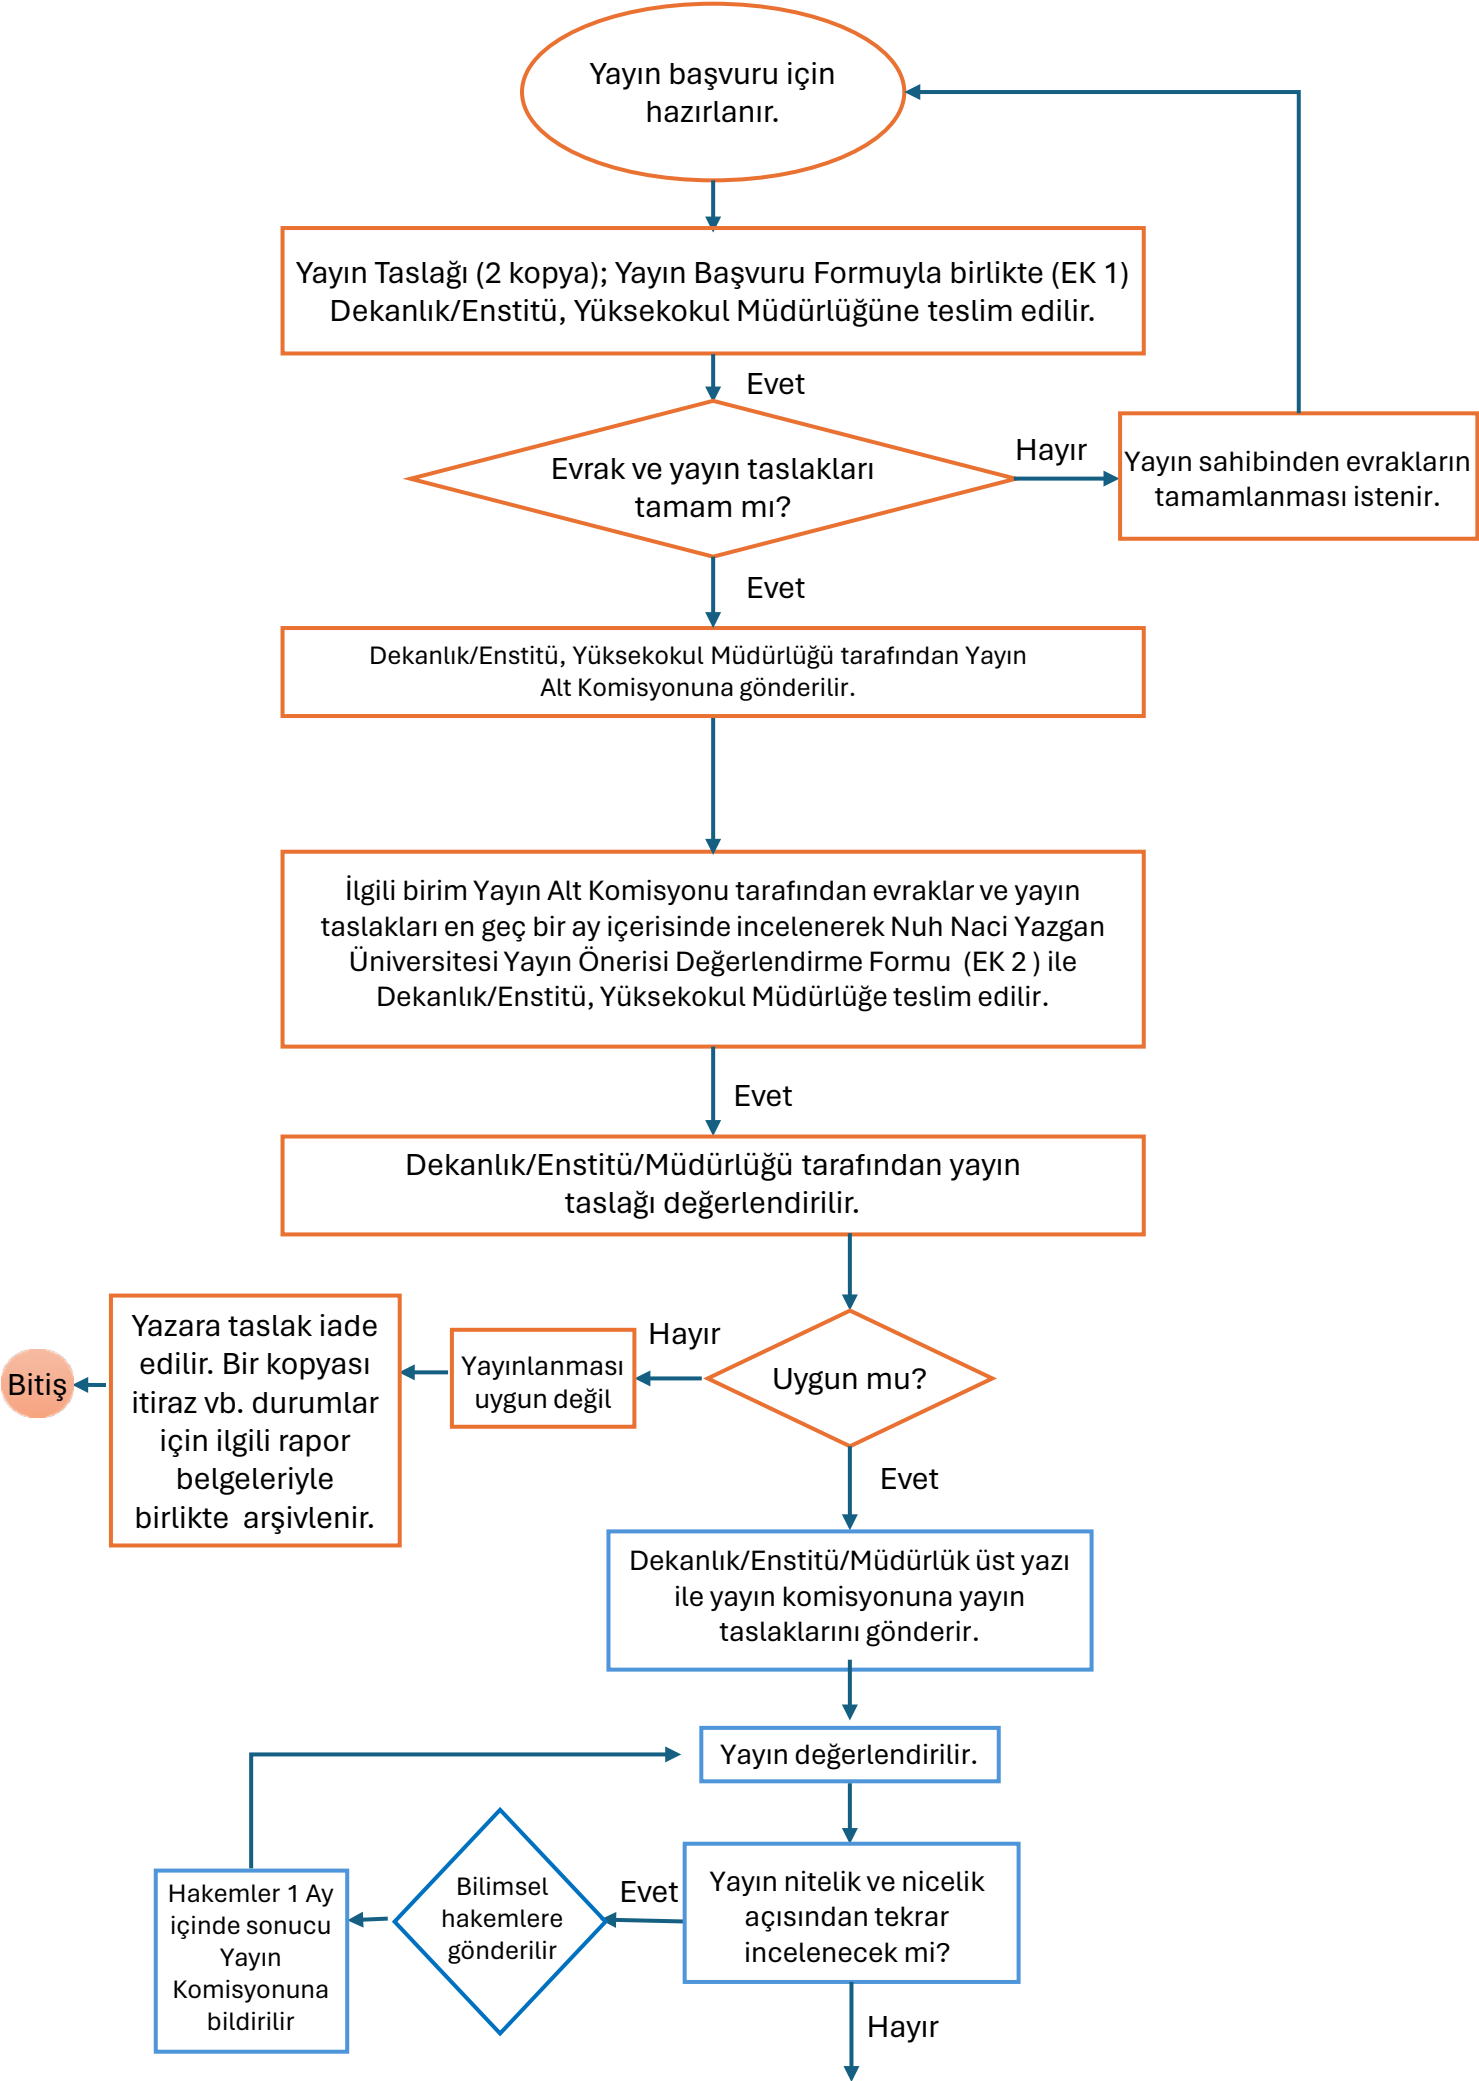 Yayın başvuru için
hazırlanır.
Yayın Taslağı (2 kopya); Yayın Başvuru Formuyla birlikte (EK 1)
Dekanlık/Enstitü, Yüksekokul Müdürlüğüne teslim edilir.
Evet
Evrak ve yayın taslakları
tamam mı?
Hayır
Yayın sahibinden evrakların
tamamlanması istenir.
Evet
Dekanlık/Enstitü, Yüksekokul Müdürlüğü tarafından Yayın
Alt Komisyonuna gönderilir.
İlgili birim Yayın Alt Komisyonu tarafından evraklar ve yayın
taslakları en geç bir ay içerisinde incelenerek Nuh Naci Yazgan
Üniversitesi Yayın Önerisi Değerlendirme Formu (EK 2 ) ile
Dekanlık/Enstitü, Yüksekokul Müdürlüğe teslim edilir.
Evet
Dekanlık/Enstitü/Müdürlüğü tarafından yayın
taslağı değerlendirilir.
Uygun mu?
Hayır
Yayınlanması
uygun değil
Yazara taslak iade
edilir. Bir kopyası
itiraz vb. durumlar
için ilgili rapor
belgeleriyle
birlikte arşivlenir.
Bitiş
Evet
Dekanlık/Enstitü/Müdürlük üst yazı
ile yayın komisyonuna yayın
taslaklarını gönderir.
Yayın değerlendirilir.
Yayın nitelik ve nicelik
açısından tekrar
incelenecek mi?
Evet
Bilimsel
hakemlere
gönderilir
Hakemler 1 Ay
içinde sonucu
Yayın
Komisyonuna
bildirilir
Hayır